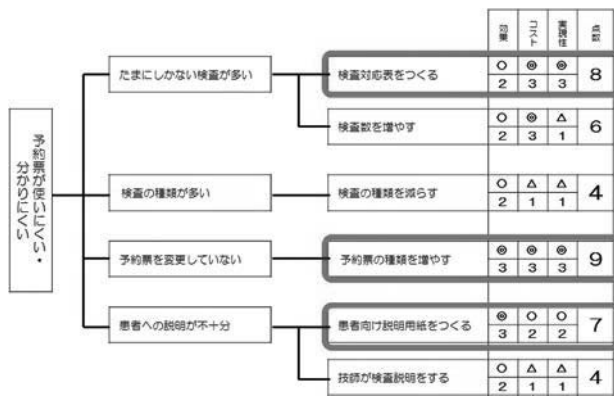 効果 コスト 実現性 点数
たまにしかない検査が多い
検査対応表をつくる
○ ◎ ◎ 8
2 3 3
検査数を増やす
○ ◎ △ 6
2 3 1
予約票が使いにくい・
分かりにくい
検査の種類が多い
検査の種類を減らす
○ △ △ 4
2 1 1
予約票を変更していない
予約票の種類を増やす
◎ ◎ ◎ 9
3 3 3
患者への説明が不十分
患者向け説明用紙をつくる
◎ ○ ○ 7
3 2 2
技師が検査説明をする
○ △ △ 4
2 1 1